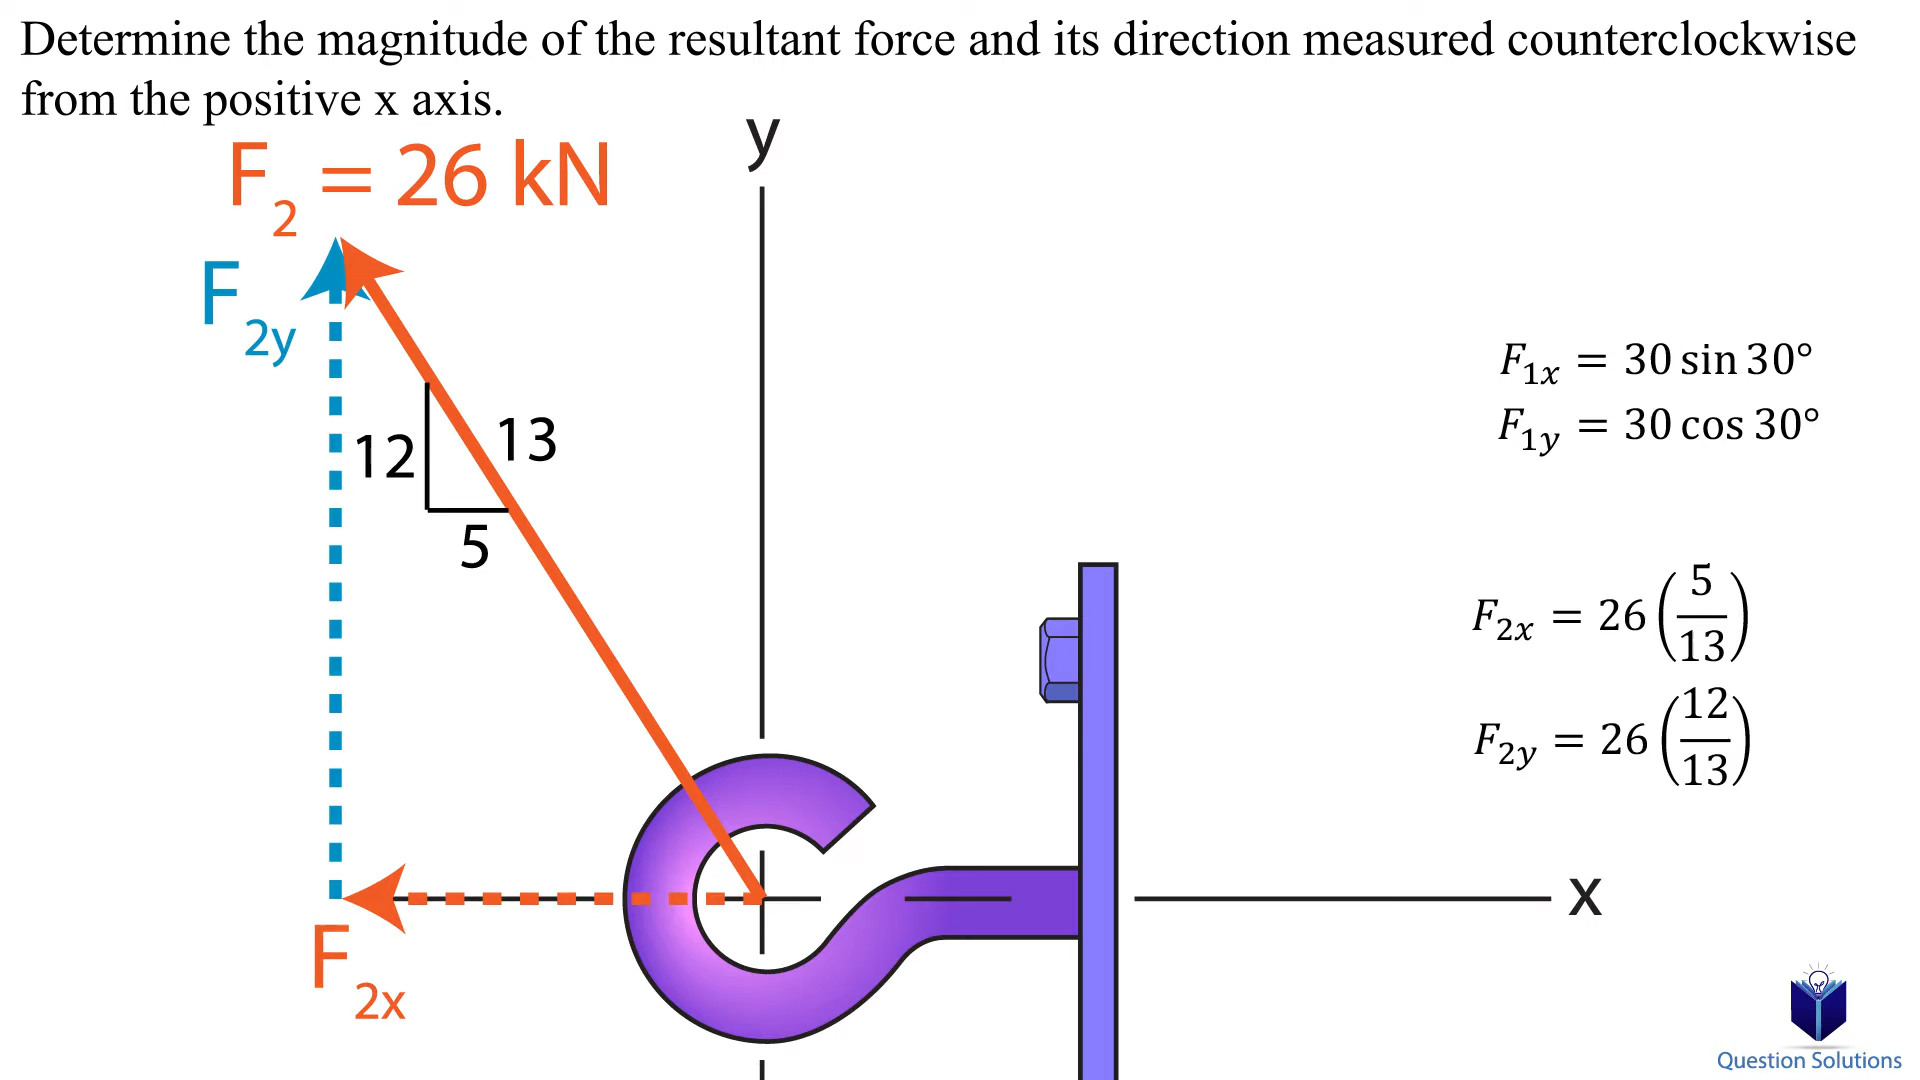 Determine the magnitude of the resultant force and its direction measured counterclockwise
from the positive x axis.
y
F₂ = 26 kN
F₂y
12
13
5
F₁ₓ = 30 sin 30°
F₁y = 30 cos 30°
F₂ₓ = 26 (5/13)
F₂y = 26 (12/13)
x
F₂ₓ
Question Solutions